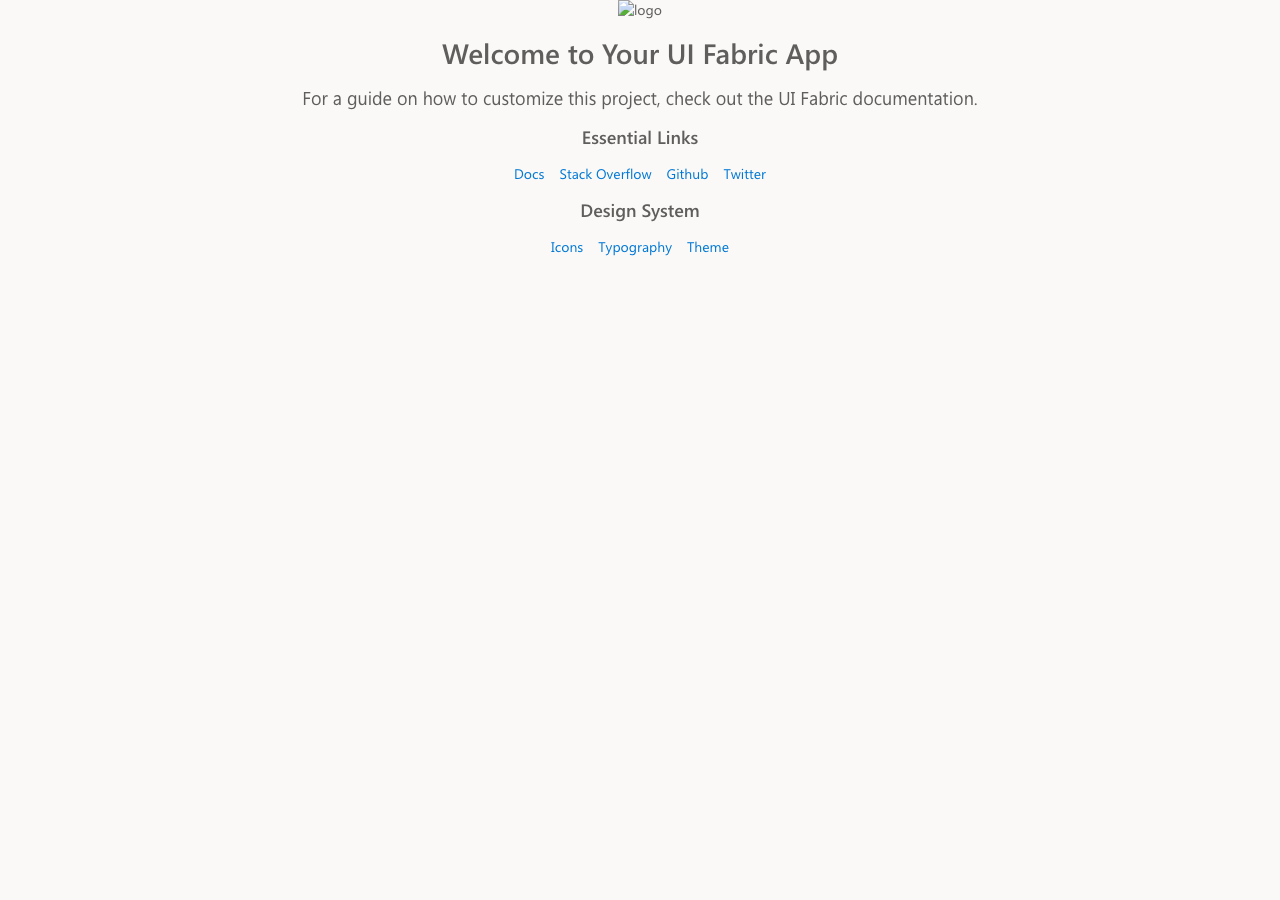 logo
Welcome to Your UI Fabric App
For a guide on how to customize this project, check out the UI Fabric documentation.
Essential Links
Docs Stack Overflow Github Twitter
Design System
Icons Typography Theme